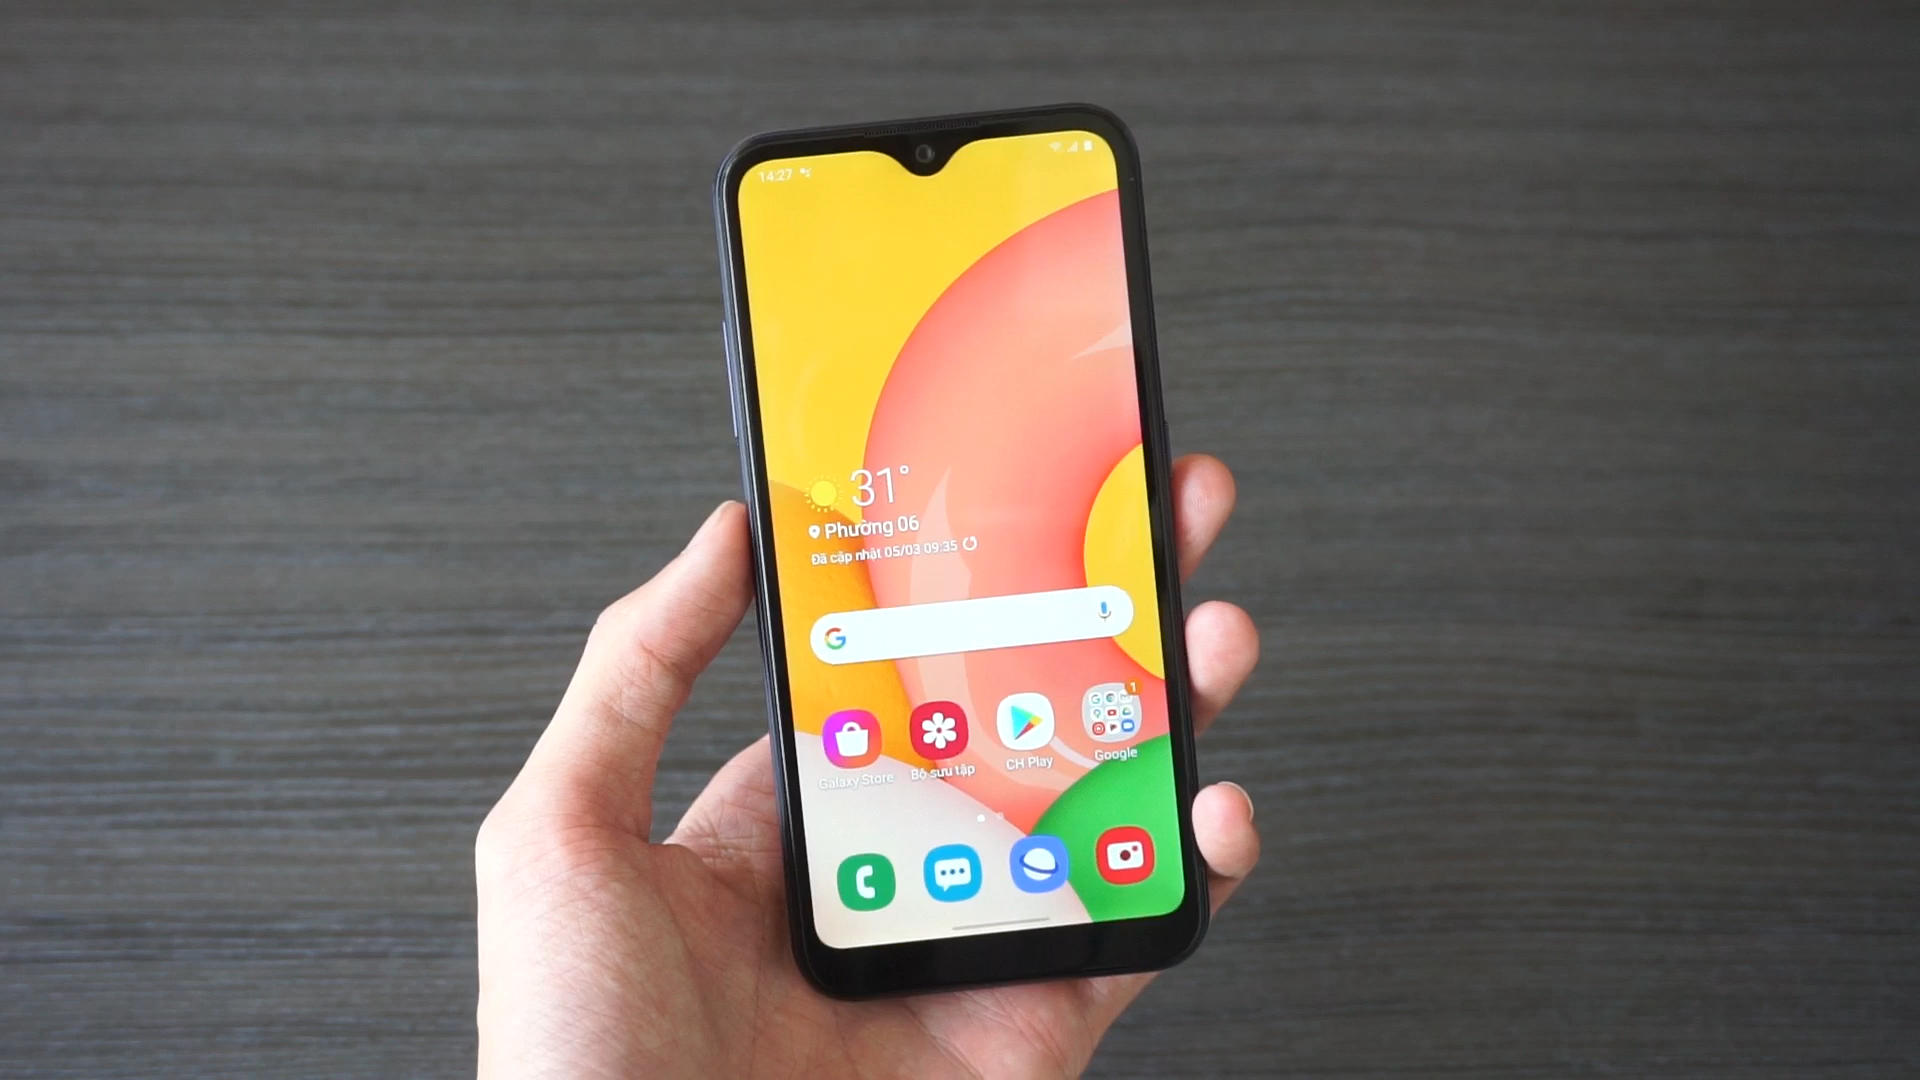 14:27
31°
Phường 06
Đã cập nhật 05/03 09:35
G
1
Galaxy Store
Bộ sưu tập
CH Play
Google